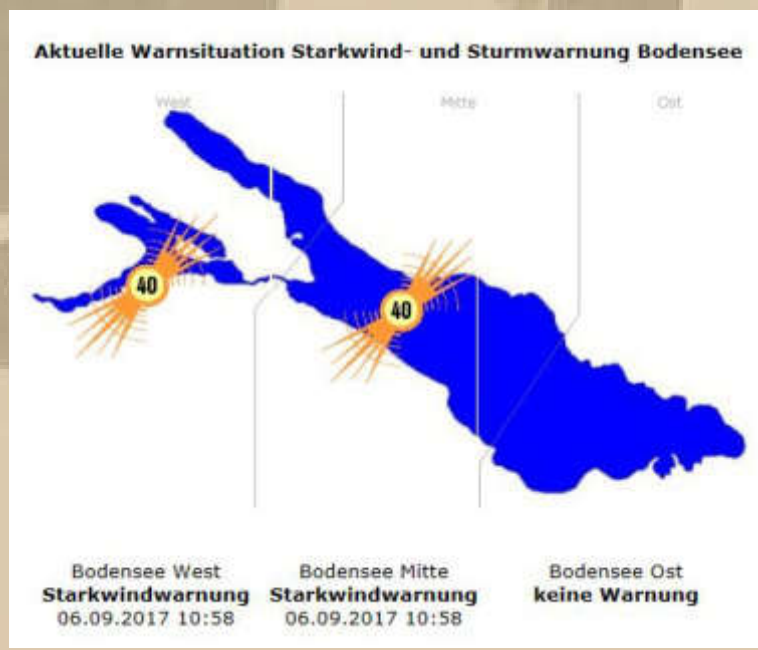 Aktuelle Warnsituation Starkwind- und Sturmwarnung Bodensee
West
Mitte
Ost
40
40
Bodensee West
Starkwindwarnung
06.09.2017 10:58
Bodensee Mitte
Starkwindwarnung
06.09.2017 10:58
Bodensee Ost
keine Warnung